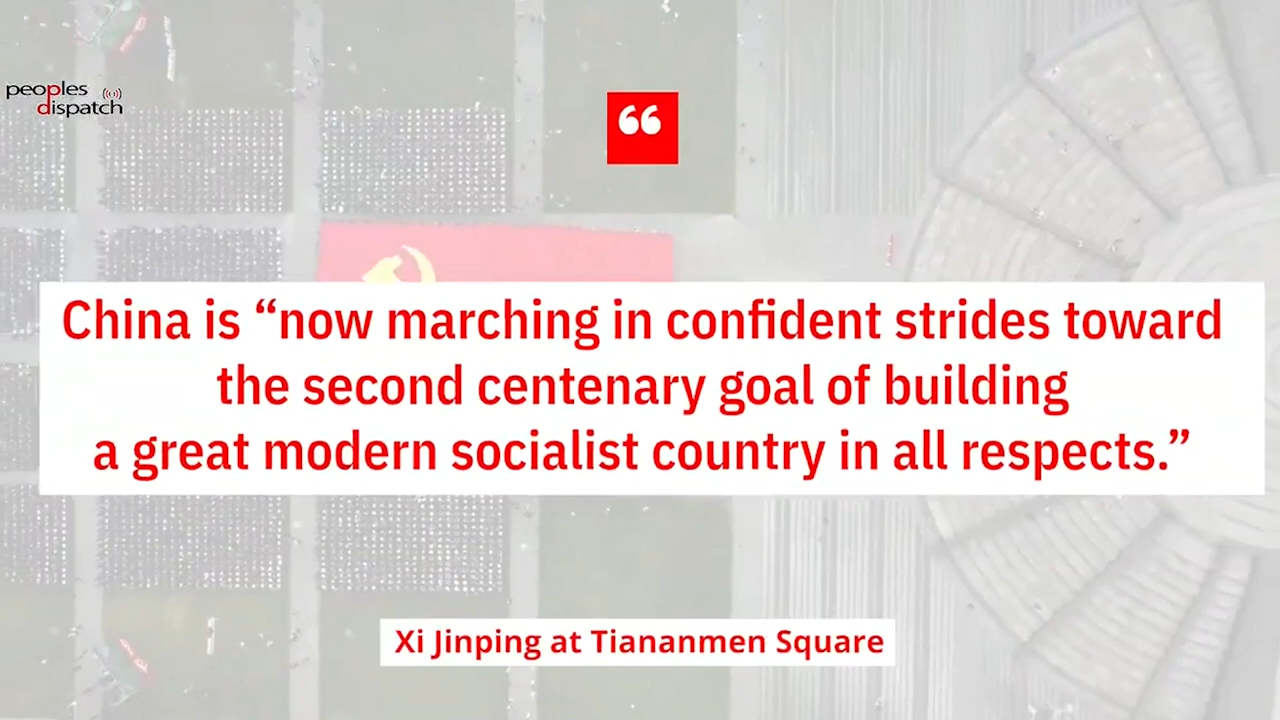 peoples
dispatch
“
China is “now marching in confident strides toward
the second centenary goal of building
a great modern socialist country in all respects.”
Xi Jinping at Tiananmen Square